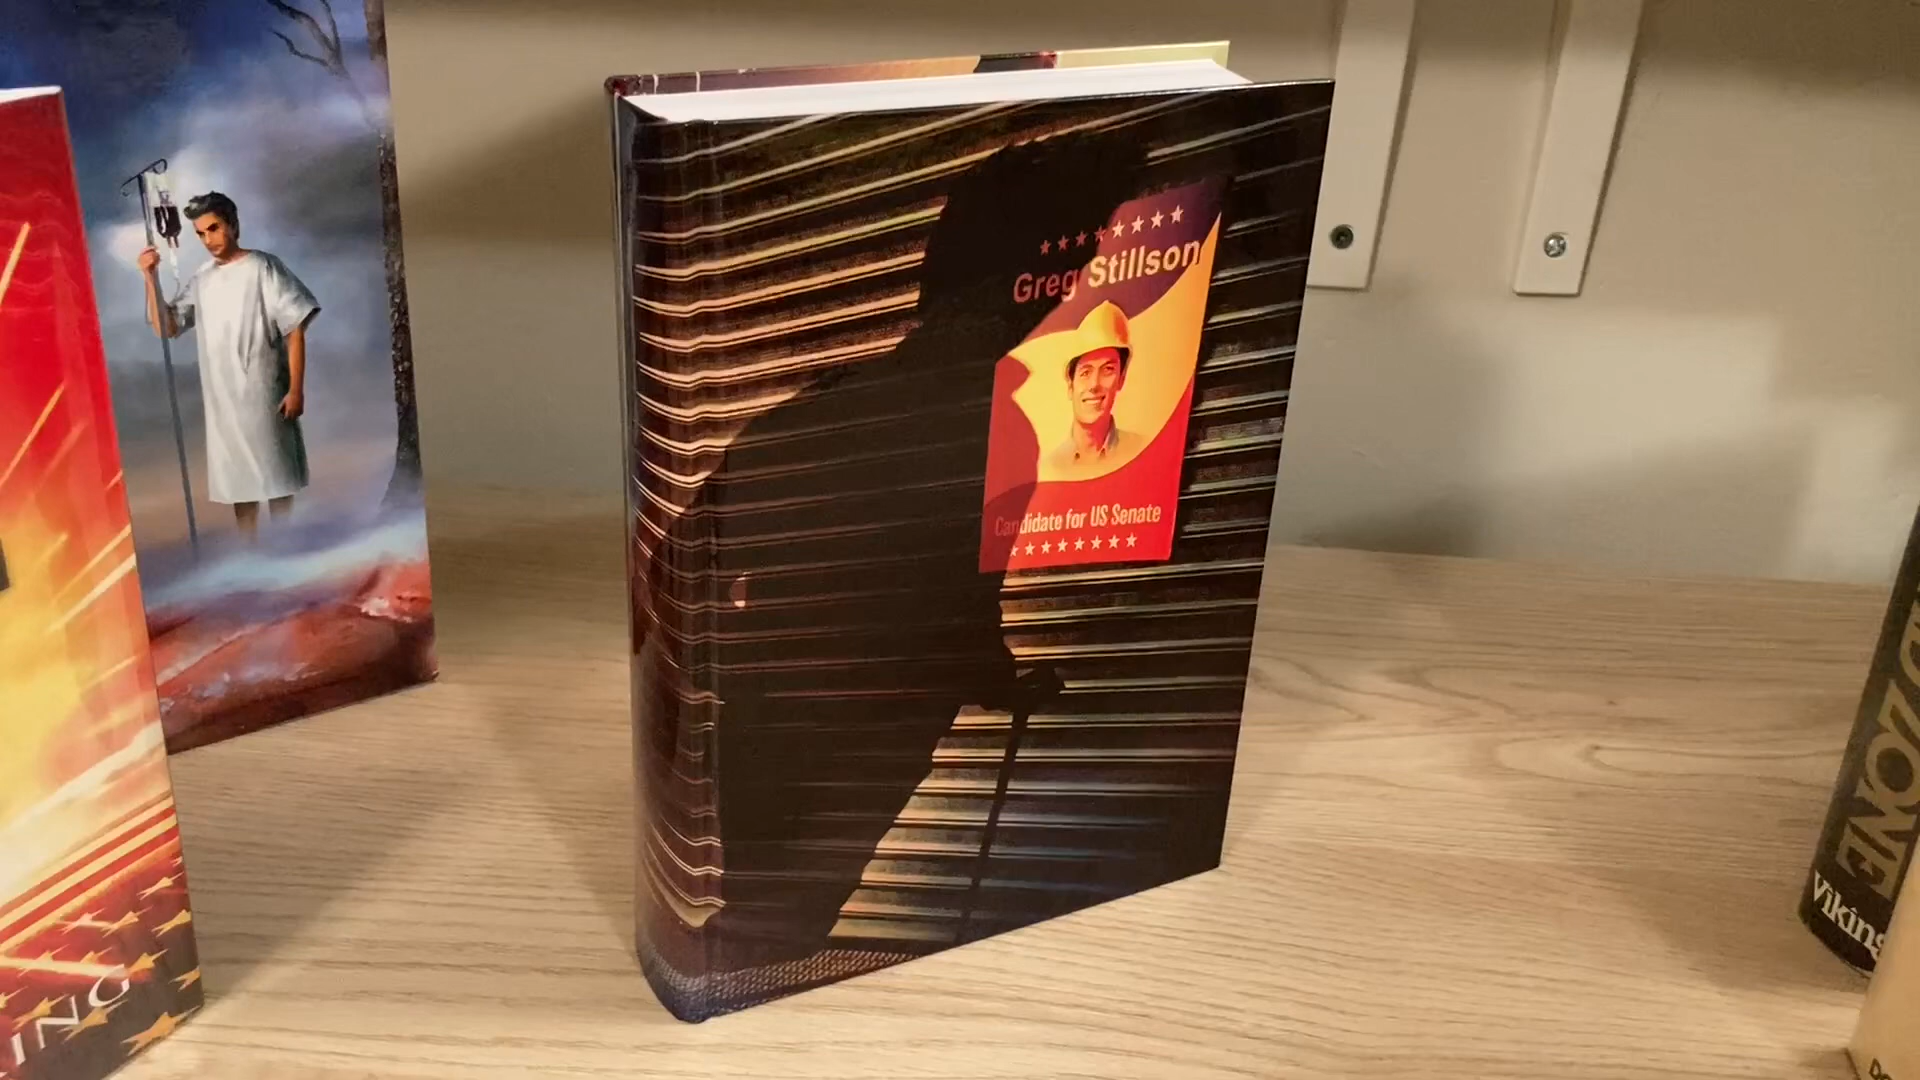 Greg Stillson
Candidate for US Senate
ING
D ZONE
Viking